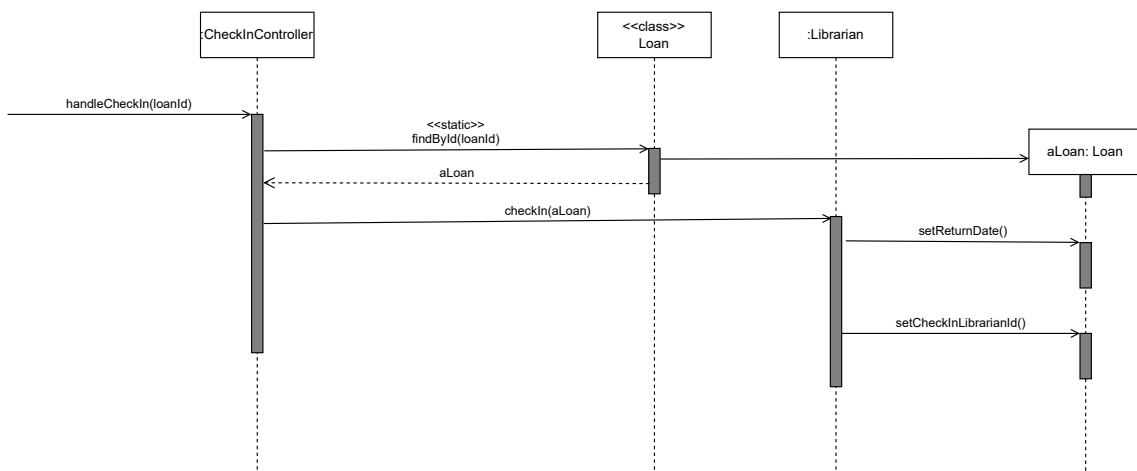 :CheckInController
<<class>>
Loan
:Librarian
handleCheckIn(loanId)
<<static>>
findById(loanId)
aLoan: Loan
aLoan
checkIn(aLoan)
setReturnDate()
setCheckInLibrarianId()